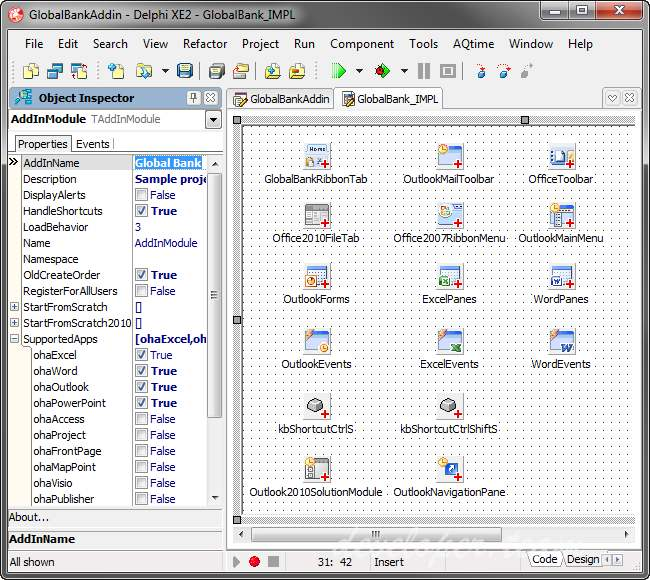 GlobalBankAddin - Delphi XE2 - GlobalBank_IMPL
File Edit Search View Refactor Project Run Component Tools AQtime Window Help
Object Inspector
GlobalBankAddin GlobalBank_IMPL
AddInModule TAddInModule
Properties Events
AddInName Global Bank
Description Sample proje
DisplayAlerts False
HandleShortcuts True
LoadBehavior 3
Name AddInModule
Namespace
OldCreateOrder True
RegisterForAllUsers False
StartFromScratch []
StartFromScratch2010 []
SupportedApps [ohaExcel,oh
ohaExcel True
ohaWord True
ohaOutlook True
ohaPowerPoint True
ohaAccess False
ohaProject False
ohaFrontPage False
ohaMapPoint False
ohaVisio False
ohaPublisher False
About...
AddInName
All shown
Home
GlobalBankRibbonTab OutlookMailToolbar OfficeToolbar
Office2010FileTab Office2007RibbonMenu OutlookMainMenu
OutlookForms ExcelPanes WordPanes
OutlookEvents ExcelEvents WordEvents
kbShortcutCtrlS kbShortcutCtrlShiftS
Outlook2010SolutionModule OutlookNavigationPane
developer.team
31: 42 Insert Code Design